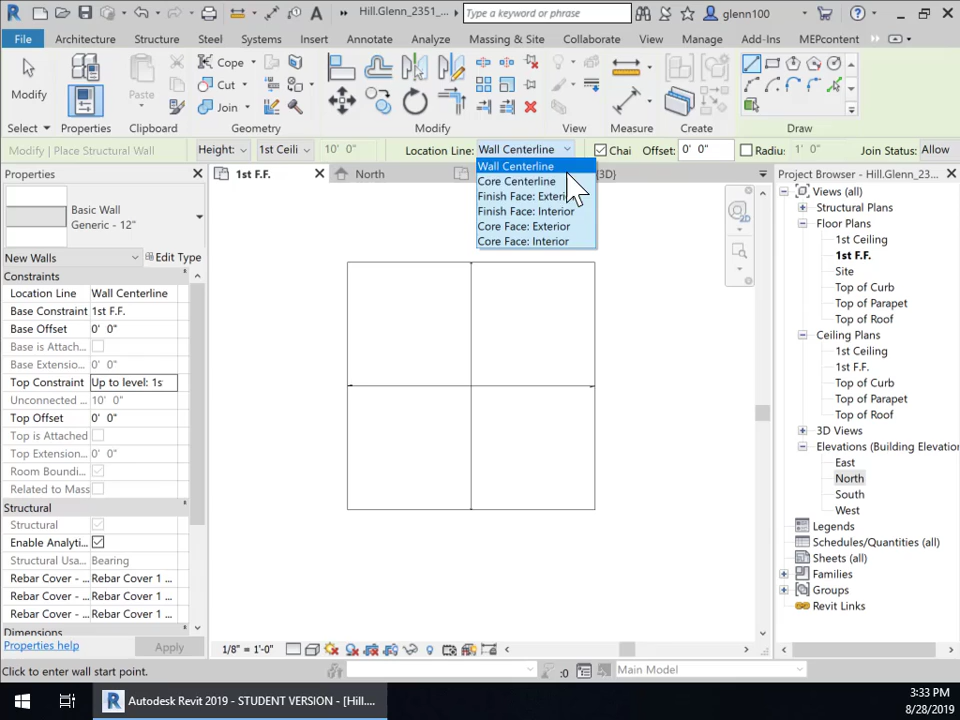 Hill.Glenn_2351_...
Type a keyword or phrase
glenn100
File Architecture Structure Steel Systems Insert Annotate Analyze Massing & Site Collaborate View Manage Add-Ins MEPcontent
Modify
Properties
Paste
Cope
Cut
Join
Select Properties Clipboard Geometry Modify View Measure Create Draw
Modify | Place Structural Wall Height: 1st Ceili 10' 0" Location Line: Wall Centerline Chai Offset: 0' 0" Radiu: 1' 0" Join Status: Allow
Wall Centerline
Core Centerline
Finish Face: Exteri
Finish Face: Interior
Core Face: Exterior
Core Face: Interior
Properties
1st F.F. North (3D)
Basic Wall
Generic - 12"
New Walls Edit Type
Constraints
Location Line Wall Centerline
Base Constraint 1st F.F.
Base Offset 0' 0"
Base is Attach...
Base Extensio... 0' 0"
Top Constraint Up to level: 1s
Unconnected ... 10' 0"
Top Offset 0' 0"
Top is Attached
Top Extensio... 0' 0"
Room Boundi...
Related to Mass
Structural
Structural
Enable Analyti...
Structural Usa... Bearing
Rebar Cover - ... Rebar Cover 1 ...
Rebar Cover - ... Rebar Cover 1 ...
Rebar Cover - ... Rebar Cover 1 ...
Dimensions
Properties help Apply
Project Browser - Hill.Glenn_2351...
Views (all)
Structural Plans
Floor Plans
1st Ceiling
1st F.F.
Site
Top of Curb
Top of Parapet
Top of Roof
Ceiling Plans
1st Ceiling
1st F.F.
Top of Curb
Top of Parapet
Top of Roof
3D Views
Elevations (Building Elevation
East
North
South
West
Legends
Schedules/Quantities (all)
Sheets (all)
Families
Groups
Revit Links
1/8" = 1'-0"
Click to enter wall start point.
:0
Main Model
Autodesk Revit 2019 - STUDENT VERSION - [Hill....
3:33 PM
8/28/2019